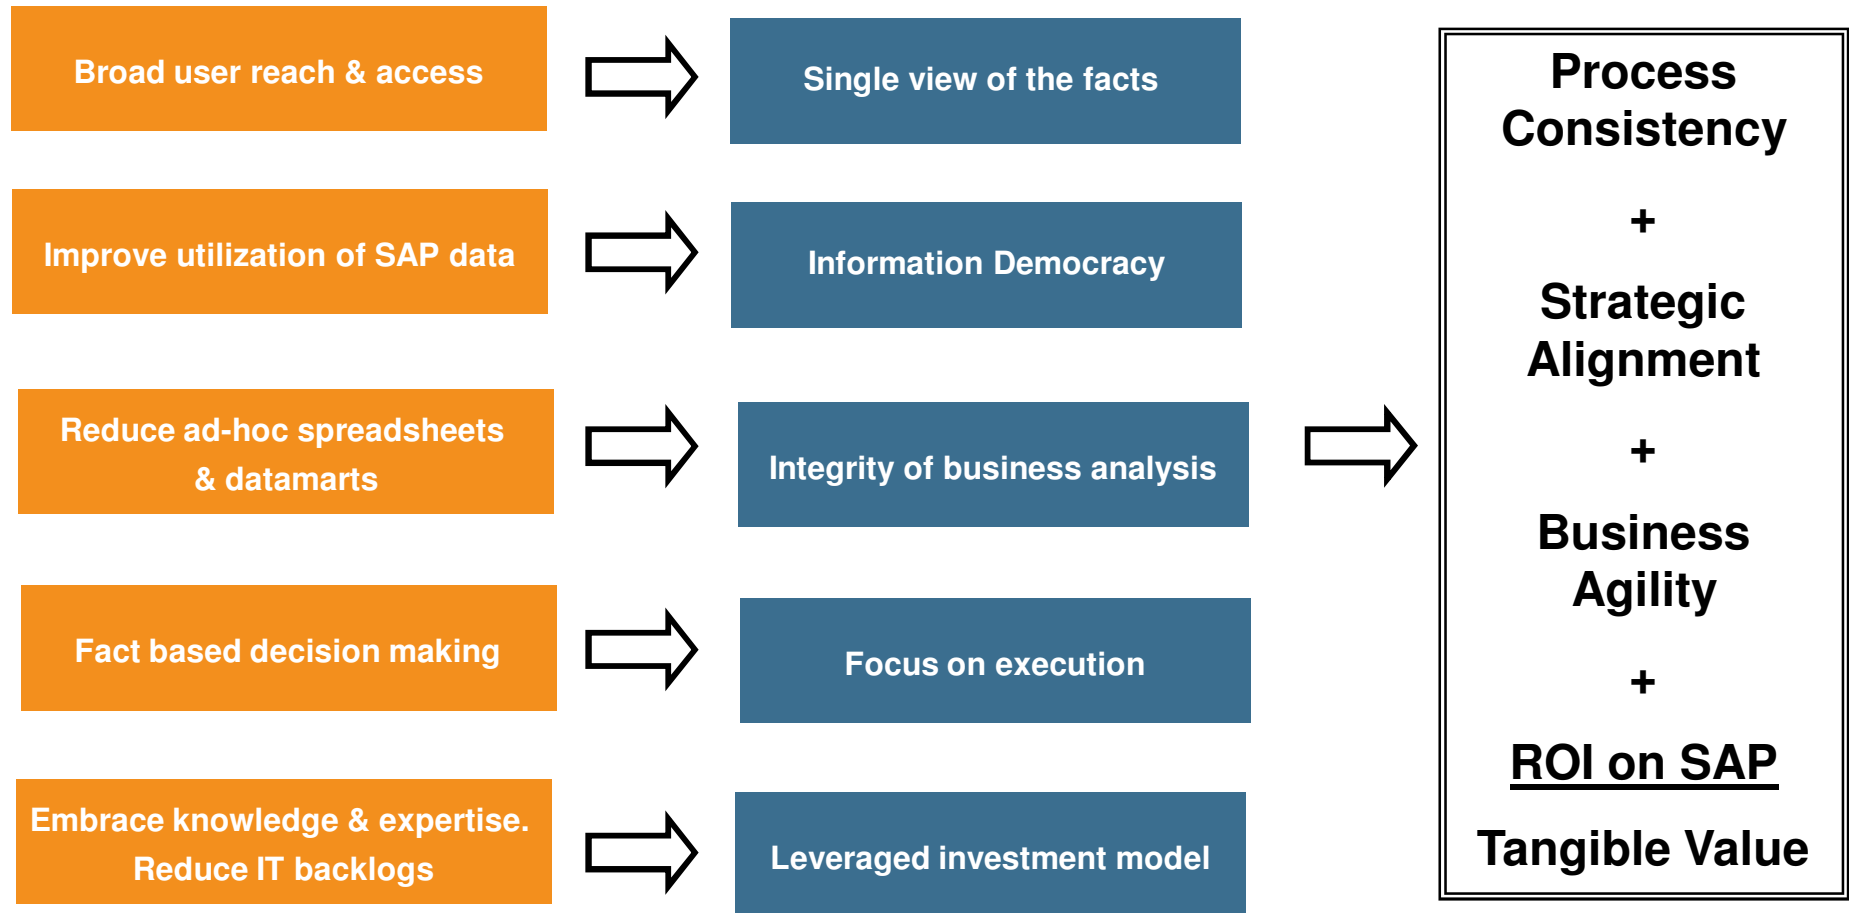 Broad user reach & access
Single view of the facts
Improve utilization of SAP data
Information Democracy
Reduce ad-hoc spreadsheets
& datamarts
Integrity of business analysis
Fact based decision making
Focus on execution
Embrace knowledge & expertise.
Reduce IT backlogs
Leveraged investment model
Process
Consistency
+
Strategic
Alignment
+
Business
Agility
+
ROI on SAP
Tangible Value